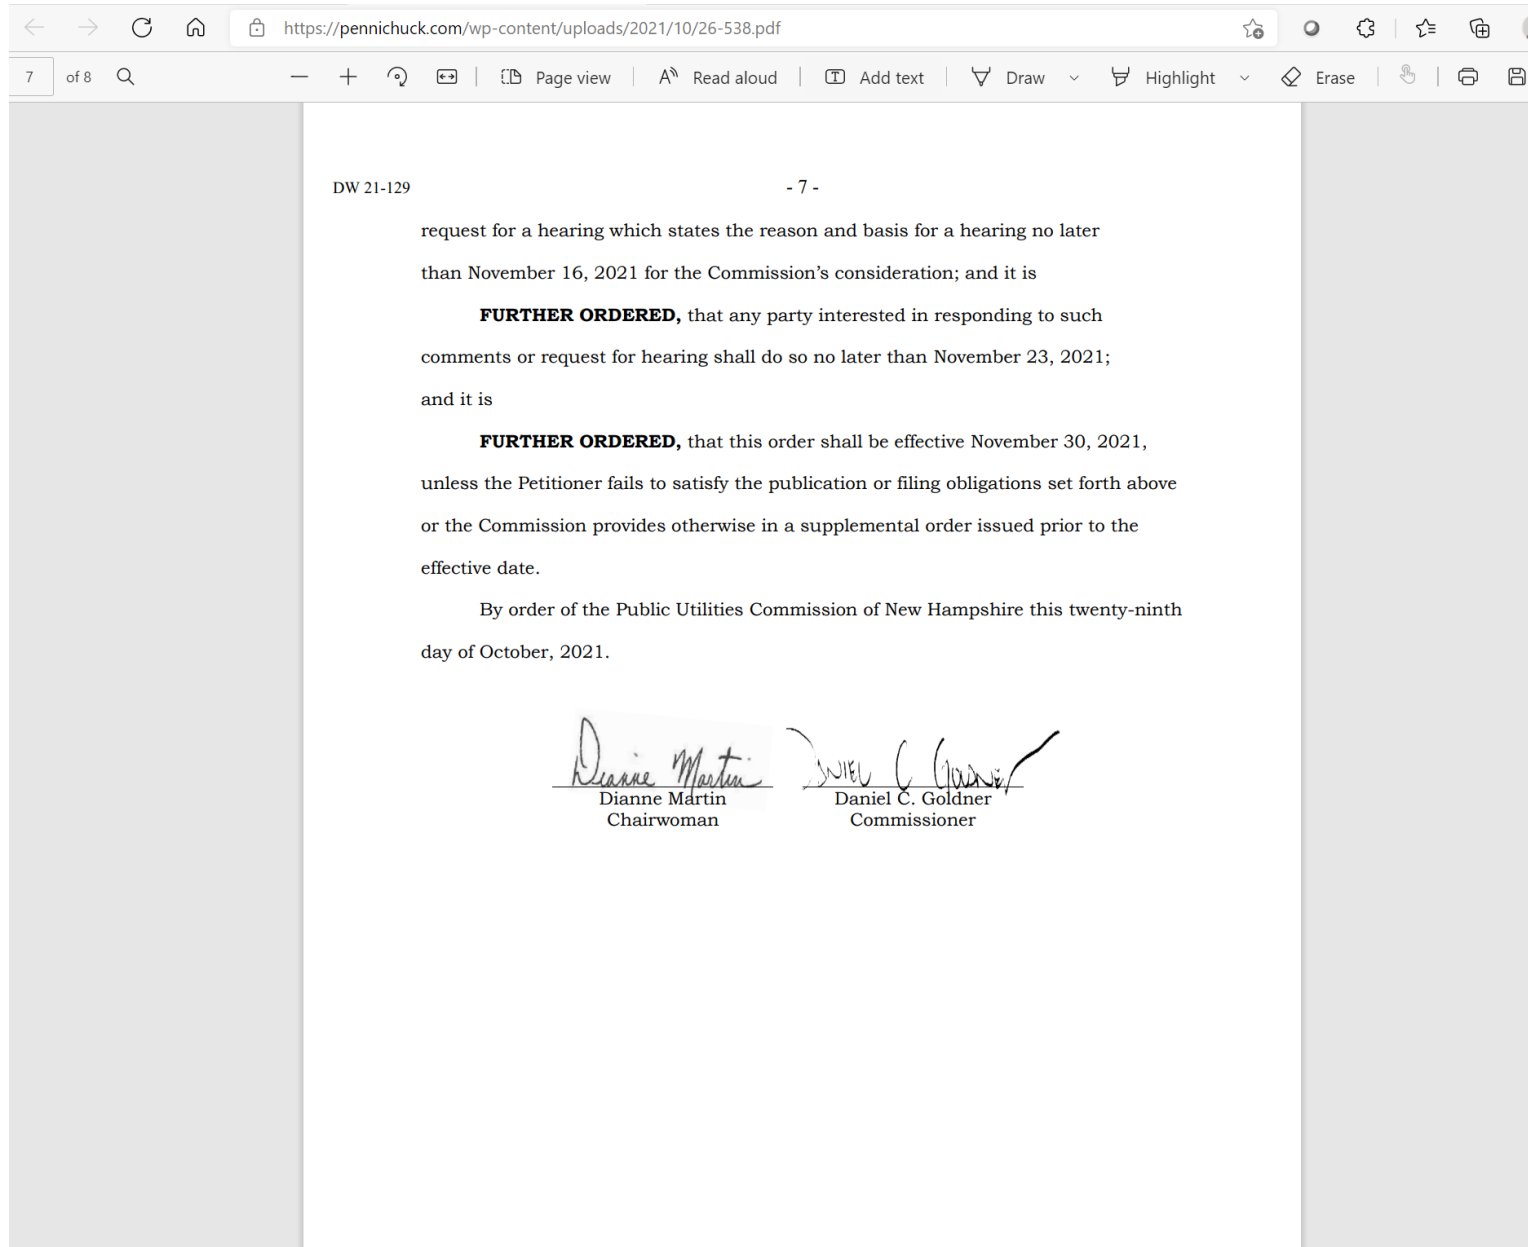 https://pennichuck.com/wp-content/uploads/2021/10/26-538.pdf
7 of 8 Page view Read aloud Add text Draw Highlight Erase
DW 21-129 - 7 -
request for a hearing which states the reason and basis for a hearing no later
than November 16, 2021 for the Commission’s consideration; and it is
FURTHER ORDERED, that any party interested in responding to such
comments or request for hearing shall do so no later than November 23, 2021;
and it is
FURTHER ORDERED, that this order shall be effective November 30, 2021,
unless the Petitioner fails to satisfy the publication or filing obligations set forth above
or the Commission provides otherwise in a supplemental order issued prior to the
effective date.
By order of the Public Utilities Commission of New Hampshire this twenty-ninth
day of October, 2021.
Dianne Martin Daniel C Goldner
Dianne Martin Daniel C. Goldner
Chairwoman Commissioner